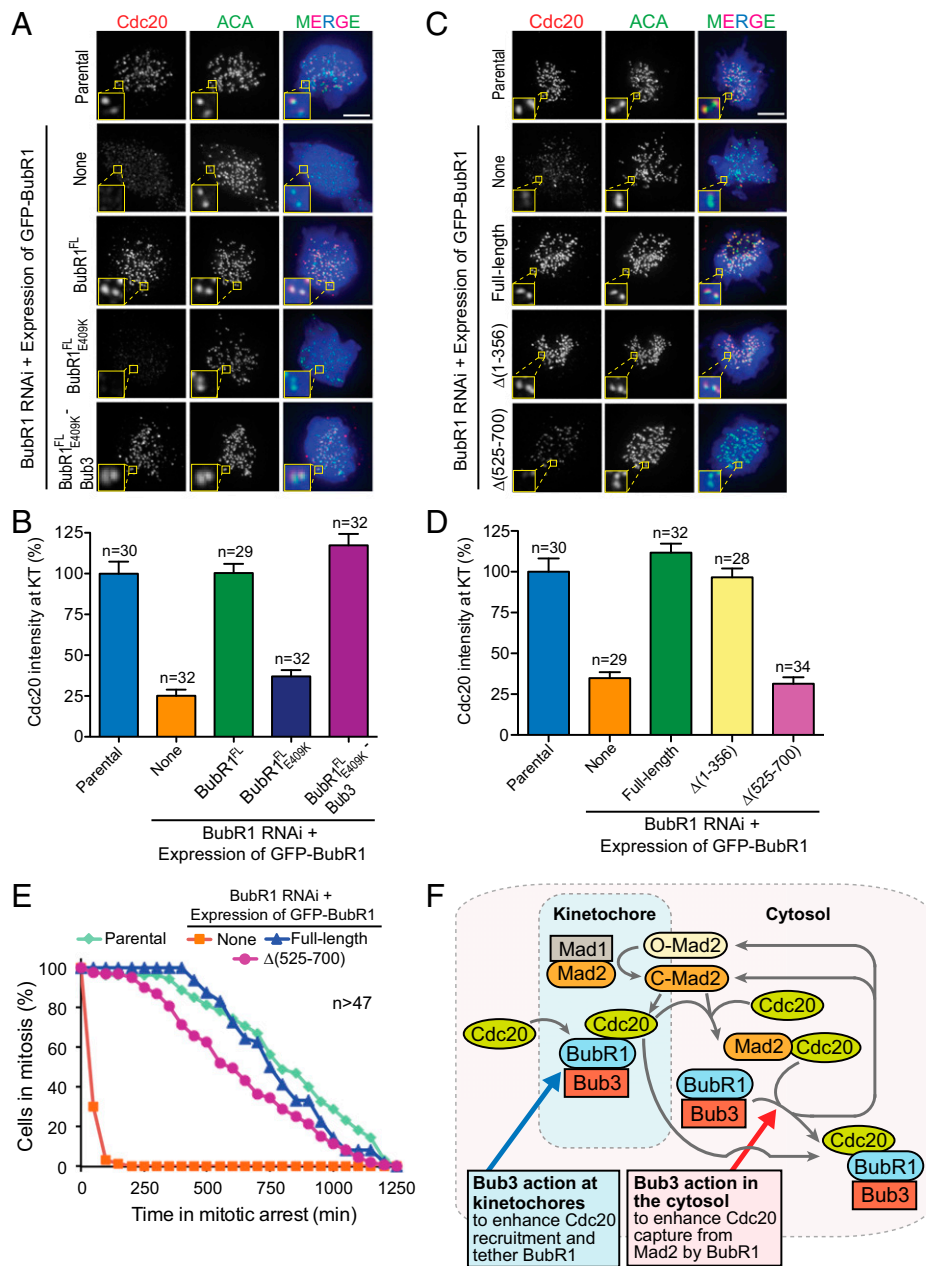 A
Cdc20 ACA MERGE
Parental
BubR1 RNAi + Expression of GFP-BubR1
None
BubR1FL
BubR1FL E409K
BubR1FL E409K- Bub3
B
Cdc20 intensity at KT (%)
125
100
75
50
25
0
n=30
n=32
n=29
n=32
n=32
Parental
None
BubR1FL
BubR1FL E409K
BubR1FL E409K- Bub3
BubR1 RNAi +
Expression of GFP-BubR1
C
Cdc20 ACA MERGE
Parental
BubR1 RNAi + Expression of GFP-BubR1
None
Full-length
Δ(1-356)
Δ(525-700)
D
Cdc20 intensity at KT (%)
125
100
75
50
25
0
n=30
n=29
n=32
n=28
n=34
Parental
None
Full-length
Δ(1-356)
Δ(525-700)
BubR1 RNAi +
Expression of GFP-BubR1
E
BubR1 RNAi +
Expression of GFP-BubR1
Parental None Full-length
Δ(525-700)
n>47
Cells in mitosis (%)
100
80
60
40
20
0
0 250 500 750 1000 1250
Time in mitotic arrest (min)
F
Kinetochore Cytosol
Mad1
Mad2
O-Mad2
C-Mad2
Cdc20
Cdc20
Cdc20
BubR1
Bub3
Mad2 Cdc20
BubR1
Bub3
Cdc20
BubR1
Bub3
Bub3 action at
kinetochores
to enhance Cdc20
recruitment and
tether BubR1
Bub3 action in
the cytosol
to enhance Cdc20
capture from
Mad2 by BubR1